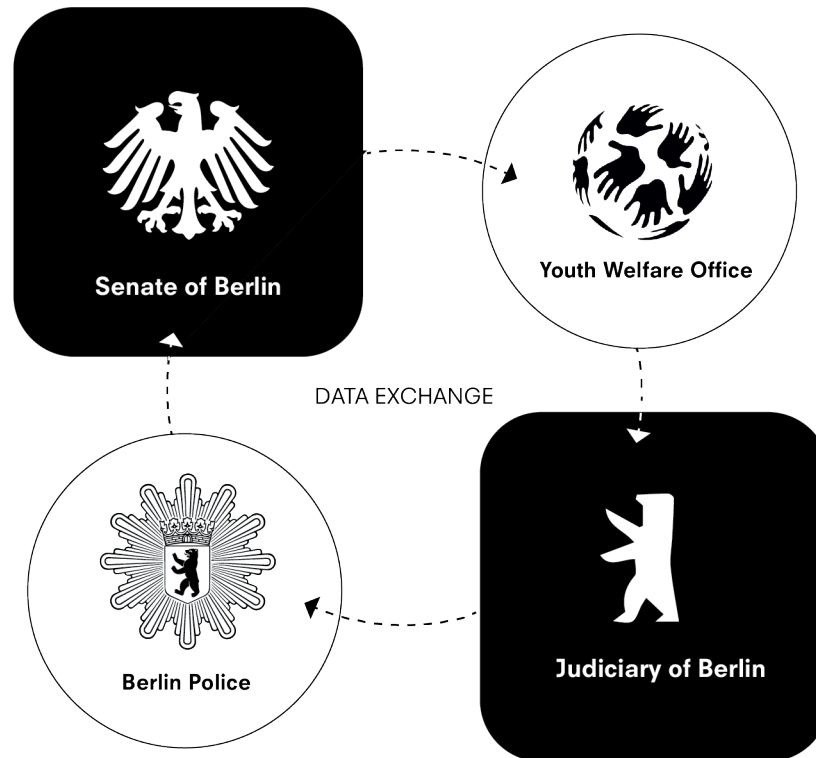 Senate of Berlin
Youth Welfare Office
DATA EXCHANGE
Berlin Police
Judiciary of Berlin